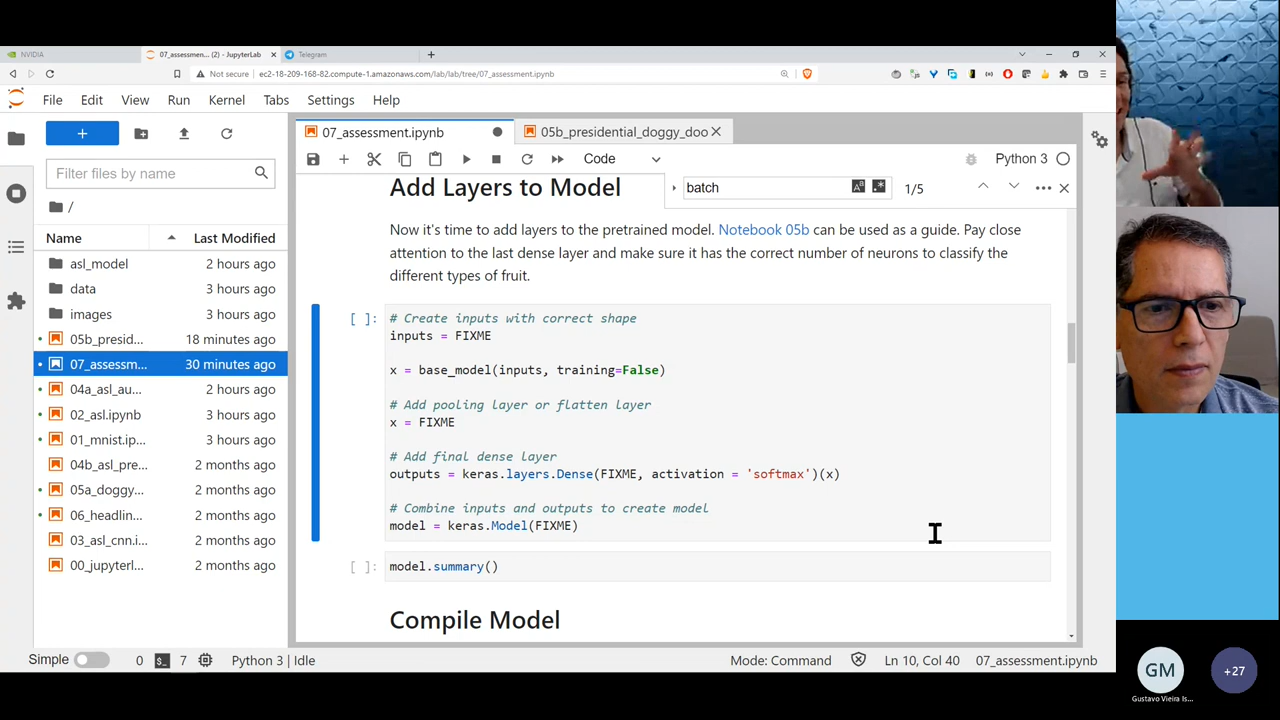 NVIDIA
07_assessmen... (2) - JupyterLab
Telegram
Not secure
ec2-18-209-168-82.compute-1.amazonaws.com/lab/lab/tree/07_assessment.ipynb
File Edit View Run Kernel Tabs Settings Help
07_assessment.ipynb
05b_presidential_doggy_doo
Code
Python 3
Filter files by name
batch
1/5
/
Name Last Modified
asl_model 2 hours ago
data 3 hours ago
images 3 hours ago
05b_presid... 18 minutes ago
07_assessm... 30 minutes ago
04a_asl_au... 2 hours ago
02_asl.ipynb 3 hours ago
01_mnist.ip... 3 hours ago
04b_asl_pre... 2 months ago
05a_doggy... 2 months ago
06_headlin... 2 months ago
03_asl_cnn.i... 2 months ago
00_jupyterl... 2 months ago
Add Layers to Model
Now it's time to add layers to the pretrained model. Notebook 05b can be used as a guide. Pay close
attention to the last dense layer and make sure it has the correct number of neurons to classify the
different types of fruit.
[ ]:
# Create inputs with correct shape
inputs = FIXME
x = base_model(inputs, training=False)
# Add pooling layer or flatten layer
x = FIXME
# Add final dense layer
outputs = keras.layers.Dense(FIXME, activation = 'softmax')(x)
# Combine inputs and outputs to create model
model = keras.Model(FIXME)
[ ]:
model.summary()
Compile Model
Simple 0 7 Python 3 | Idle
Mode: Command Ln 10, Col 40 07_assessment.ipynb
GM
Gustavo Vieira Is...
+27